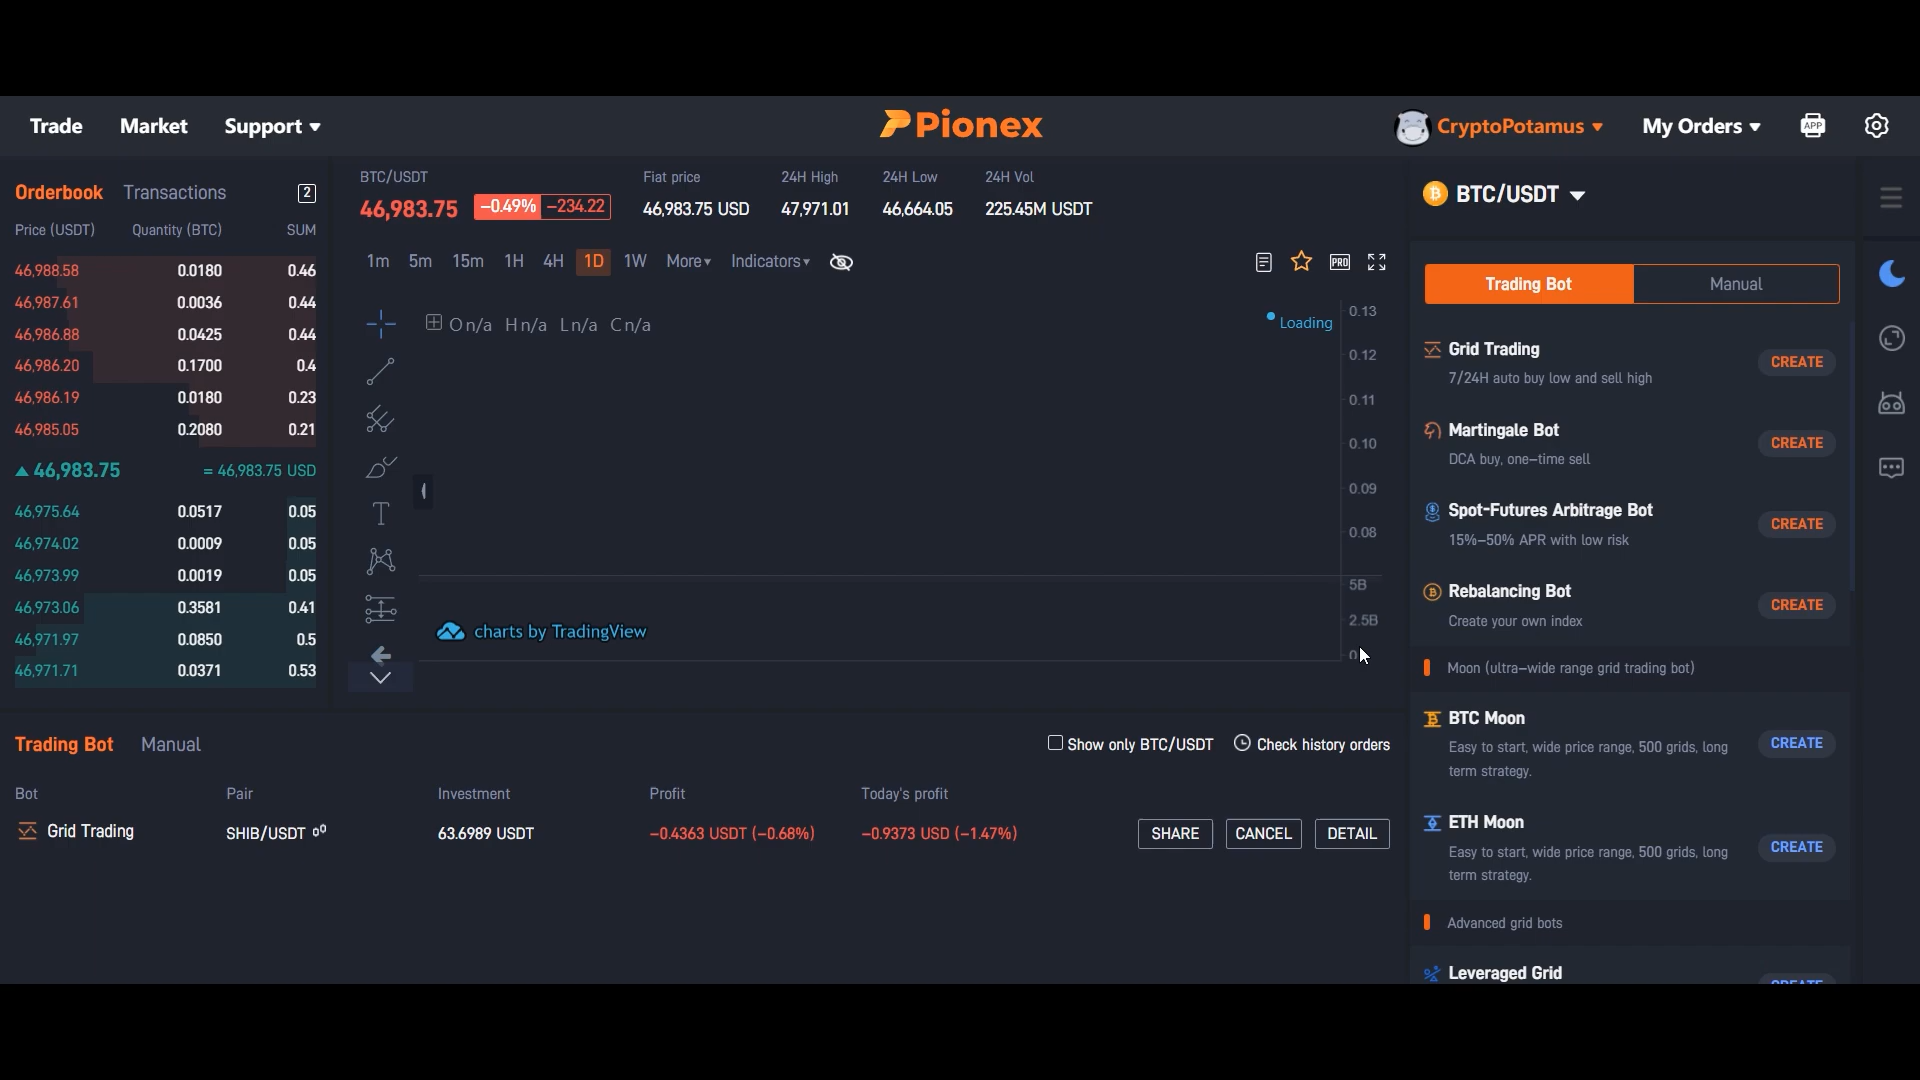 Trade Market Support
Pionex
CryptoPotamus My Orders APP
Orderbook Transactions 2
Price (USDT) Quantity (BTC) SUM
46,988.58 0.0180 0.46
46,987.61 0.0036 0.44
46,986.88 0.0425 0.44
46,986.20 0.1700 0.4
46,986.19 0.0180 0.23
46,985.05 0.2080 0.21
46,983.75 = 46,983.75 USD
46,975.64 0.0517 0.05
46,974.02 0.0009 0.05
46,973.99 0.0019 0.05
46,973.06 0.3581 0.41
46,971.97 0.0850 0.5
46,971.71 0.0371 0.53
BTC/USDT Fiat price 24H High 24H Low 24H Vol
46,983.75 -0.49% -234.22 46,983.75 USD 47,971.01 46,664.05 225.45M USDT
1m 5m 15m 1H 4H 1D 1W More Indicators PRO
O n/a H n/a L n/a C n/a
Loading
0.13
0.12
0.11
0.10
0.09
0.08
5B
2.5B
0
charts by TradingView
BTC/USDT
Trading Bot Manual
Grid Trading
7/24H auto buy low and sell high
CREATE
Martingale Bot
DCA buy, one-time sell
CREATE
Spot-Futures Arbitrage Bot
15%-50% APR with low risk
CREATE
Rebalancing Bot
Create your own index
CREATE
Moon (ultra-wide range grid trading bot)
BTC Moon
Easy to start, wide price range, 500 grids, long
term strategy.
CREATE
ETH Moon
Easy to start, wide price range, 500 grids, long
term strategy.
CREATE
Advanced grid bots
Leveraged Grid
CREATE
Trading Bot Manual Show only BTC/USDT Check history orders
Bot Pair Investment Profit Today's profit
Grid Trading SHIB/USDT 63.6989 USDT -0.4363 USDT (-0.68%) -0.9373 USD (-1.47%) SHARE CANCEL DETAIL